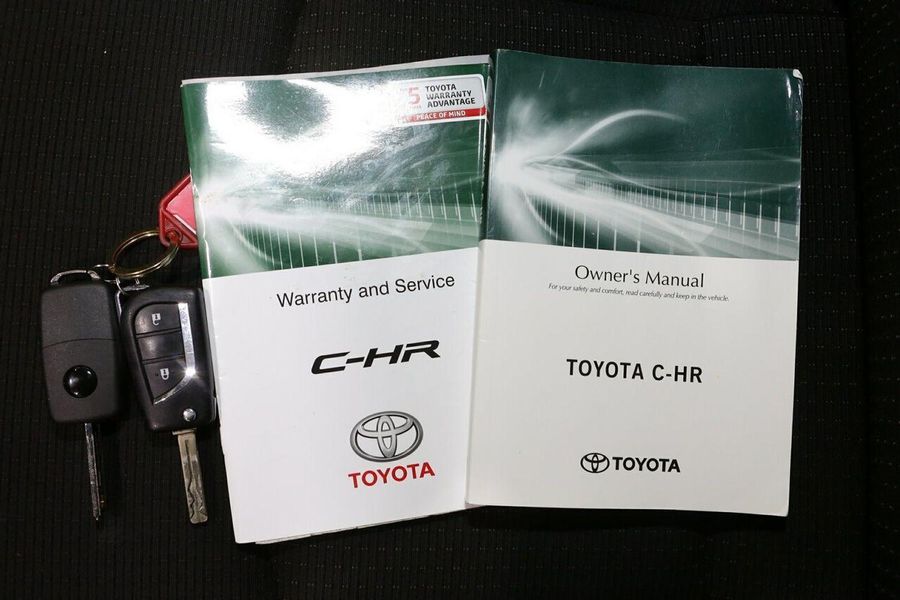 5 TOYOTA
WARRANTY
ADVANTAGE
PEACE OF MIND
Warranty and Service
C-HR
TOYOTA
Owner's Manual
For your safety and comfort, read carefully and keep in the vehicle.
TOYOTA C-HR
TOYOTA